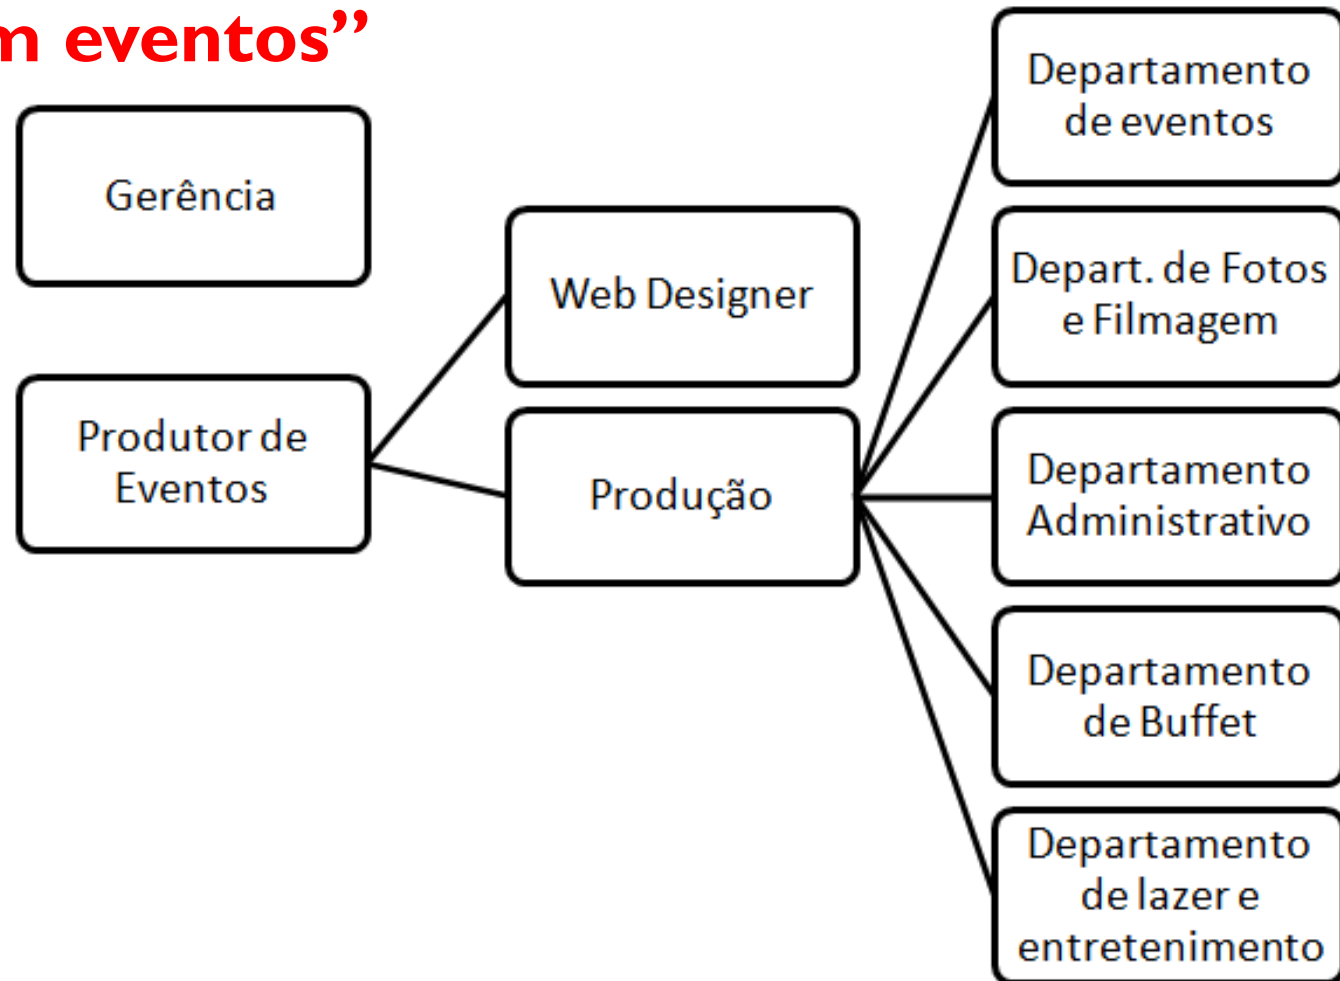 m eventos”
Gerência
Produtor de
Eventos
Web Designer
Produção
Departamento
de eventos
Depart. de Fotos
e Filmagem
Departamento
Administrativo
Departamento
de Buffet
Departamento
de lazer e
entretenimento